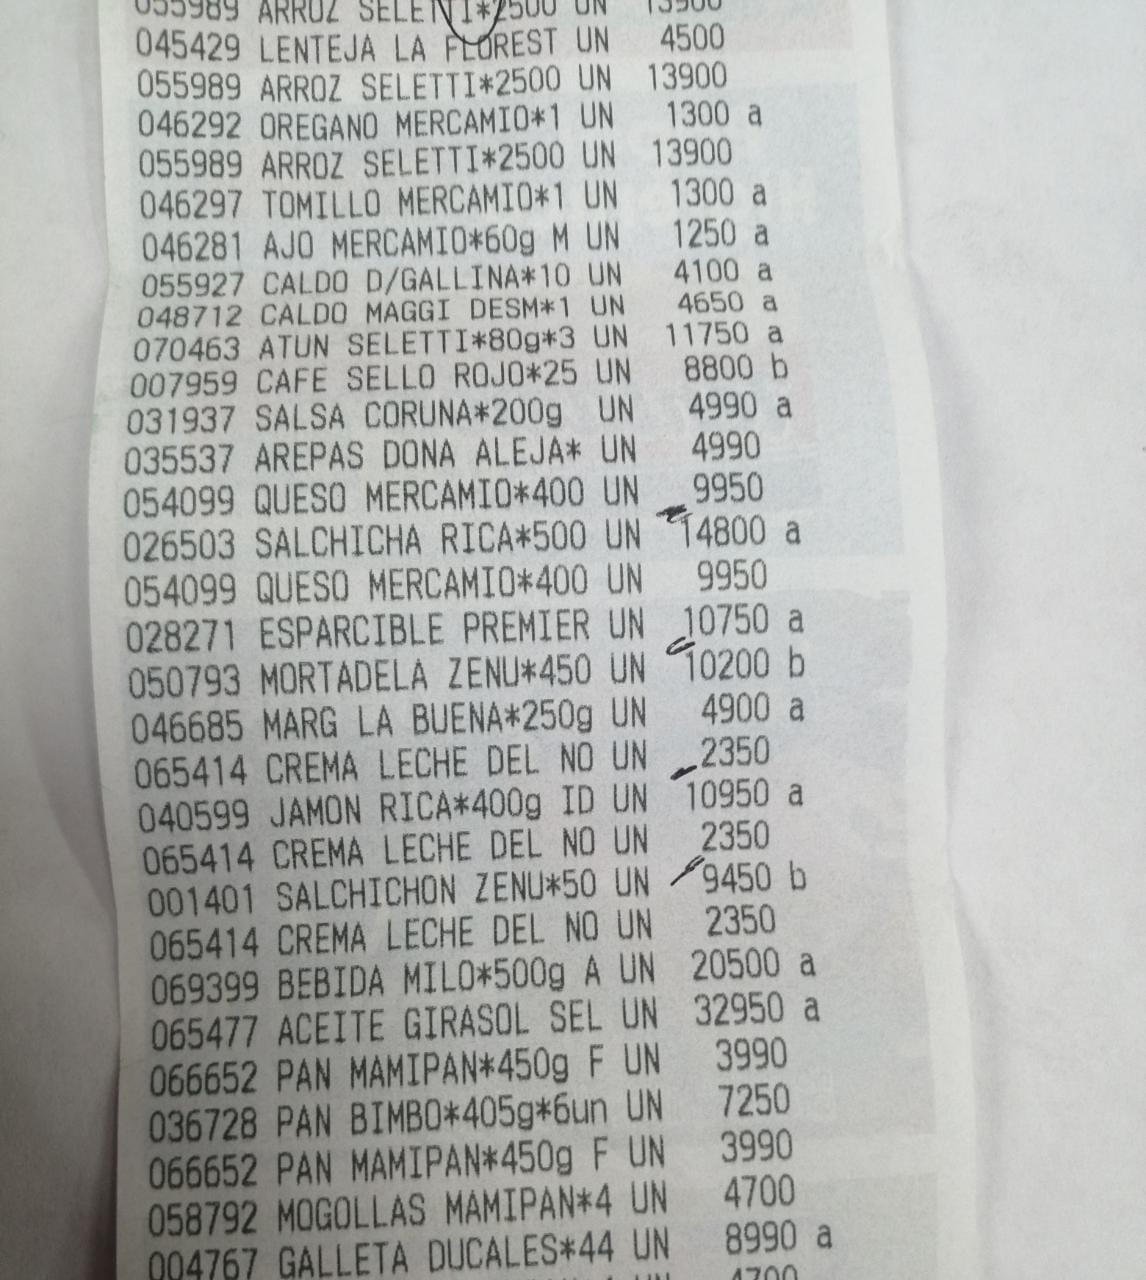 055989 ARROZ SELETTI*2500 UN 13900
045429 LENTEJA LA FLOREST UN 4500
055989 ARROZ SELETTI*2500 UN 13900
046292 OREGANO MERCAMIO*1 UN 1300 a
055989 ARROZ SELETTI*2500 UN 13900
046297 TOMILLO MERCAMIO*1 UN 1300 a
046281 AJO MERCAMIO*60g M UN 1250 a
055927 CALDO D/GALLINA*10 UN 4100 a
048712 CALDO MAGGI DESM*1 UN 4650 a
070463 ATUN SELETTI*80g*3 UN 11750 a
007959 CAFE SELLO ROJO*25 UN 8800 b
031937 SALSA CORUNA*200g UN 4990 a
035537 AREPAS DONA ALEJA* UN 4990
054099 QUESO MERCAMIO*400 UN 9950
026503 SALCHICHA RICA*500 UN 14800 a
054099 QUESO MERCAMIO*400 UN 9950
028271 ESPARCIBLE PREMIER UN 10750 a
050793 MORTADELA ZENU*450 UN 10200 b
046685 MARG LA BUENA*250g UN 4900 a
065414 CREMA LECHE DEL NO UN 2350
040599 JAMON RICA*400g ID UN 10950 a
065414 CREMA LECHE DEL NO UN 2350
001401 SALCHICHON ZENU*50 UN 9450 b
065414 CREMA LECHE DEL NO UN 2350
069399 BEBIDA MILO*500g A UN 20500 a
065477 ACEITE GIRASOL SEL UN 32950 a
066652 PAN MAMIPAN*450g F UN 3990
036728 PAN BIMBO*405g*6un UN 7250
066652 PAN MAMIPAN*450g F UN 3990
058792 MOGOLLAS MAMIPAN*4 UN 4700
004767 GALLETA DUCALES*44 UN 8990 a
UN 4700